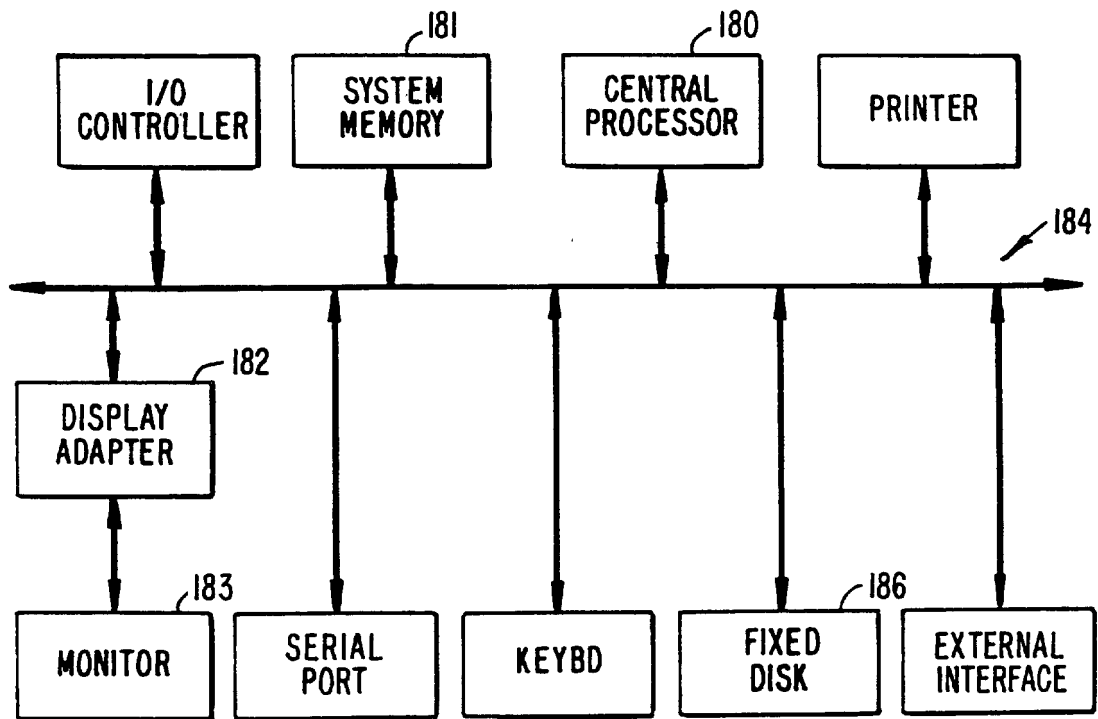 181
180
I/O
CONTROLLER
SYSTEM
MEMORY
CENTRAL
PROCESSOR
PRINTER
184
182
DISPLAY
ADAPTER
183
186
MONITOR
SERIAL
PORT
KEYBD
FIXED
DISK
EXTERNAL
INTERFACE